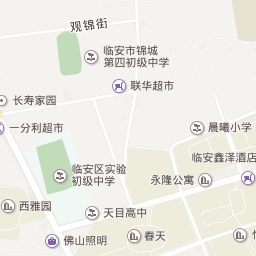 观锦街
临安市锦城
第四初级中学
联华超市
长寿家园
一分利超市
晨曦小学
临安鑫泽酒店
临安区实验
初级中学
永隆公寓
西雅园
天目高中
佛山照明
春天